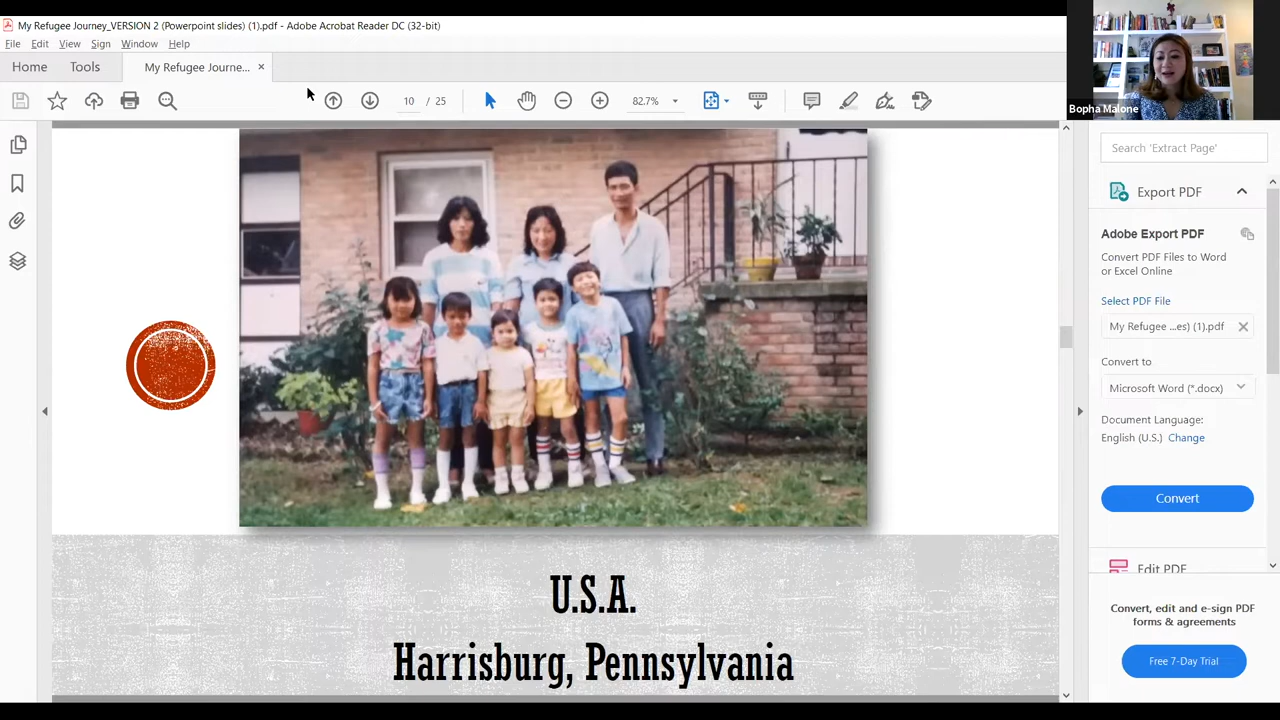 My Refugee Journey_VERSION 2 (Powerpoint slides) (1).pdf - Adobe Acrobat Reader DC (32-bit)
File Edit View Sign Window Help
Home Tools My Refugee Journe... ×
10 / 25 82.7%
Bopha Malone
Search 'Extract Page'
Export PDF
Adobe Export PDF
Convert PDF Files to Word
or Excel Online
Select PDF File
My Refugee ...es) (1).pdf
Convert to
Microsoft Word (*.docx)
Document Language:
English (U.S.) Change
Convert
Edit PDF
Convert, edit and e-sign PDF
forms & agreements
Free 7-Day Trial
U.S.A.
Harrisburg, Pennsylvania